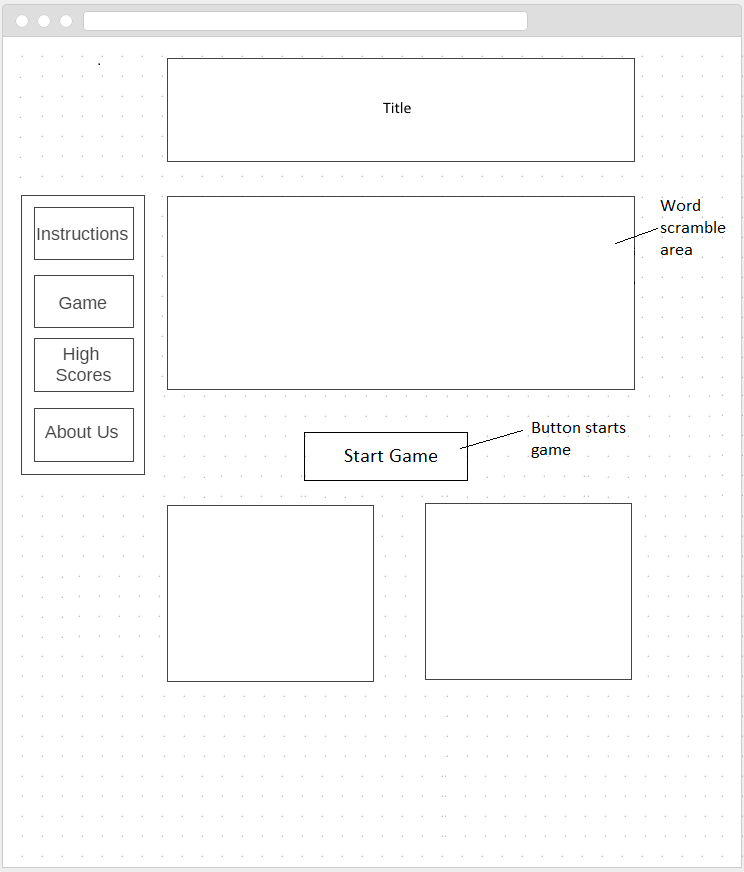 Title
Instructions
Game
High
Scores
About Us
Word
scramble
area
Start Game
Button starts
game